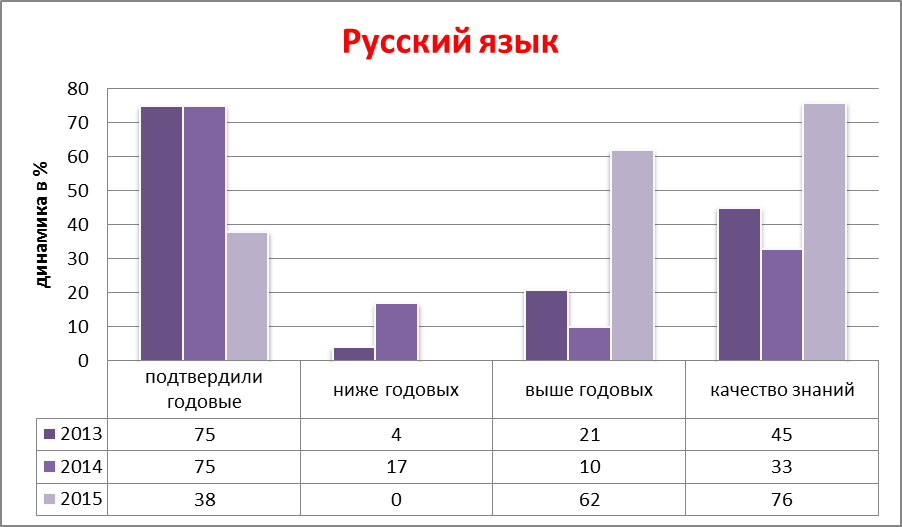 Русский язык
динамика в %
80
70
60
50
40
30
20
10
0
подтвердили
годовые
ниже годовых
выше годовых
качество знаний
2013 75 4 21 45
2014 75 17 10 33
2015 38 0 62 76